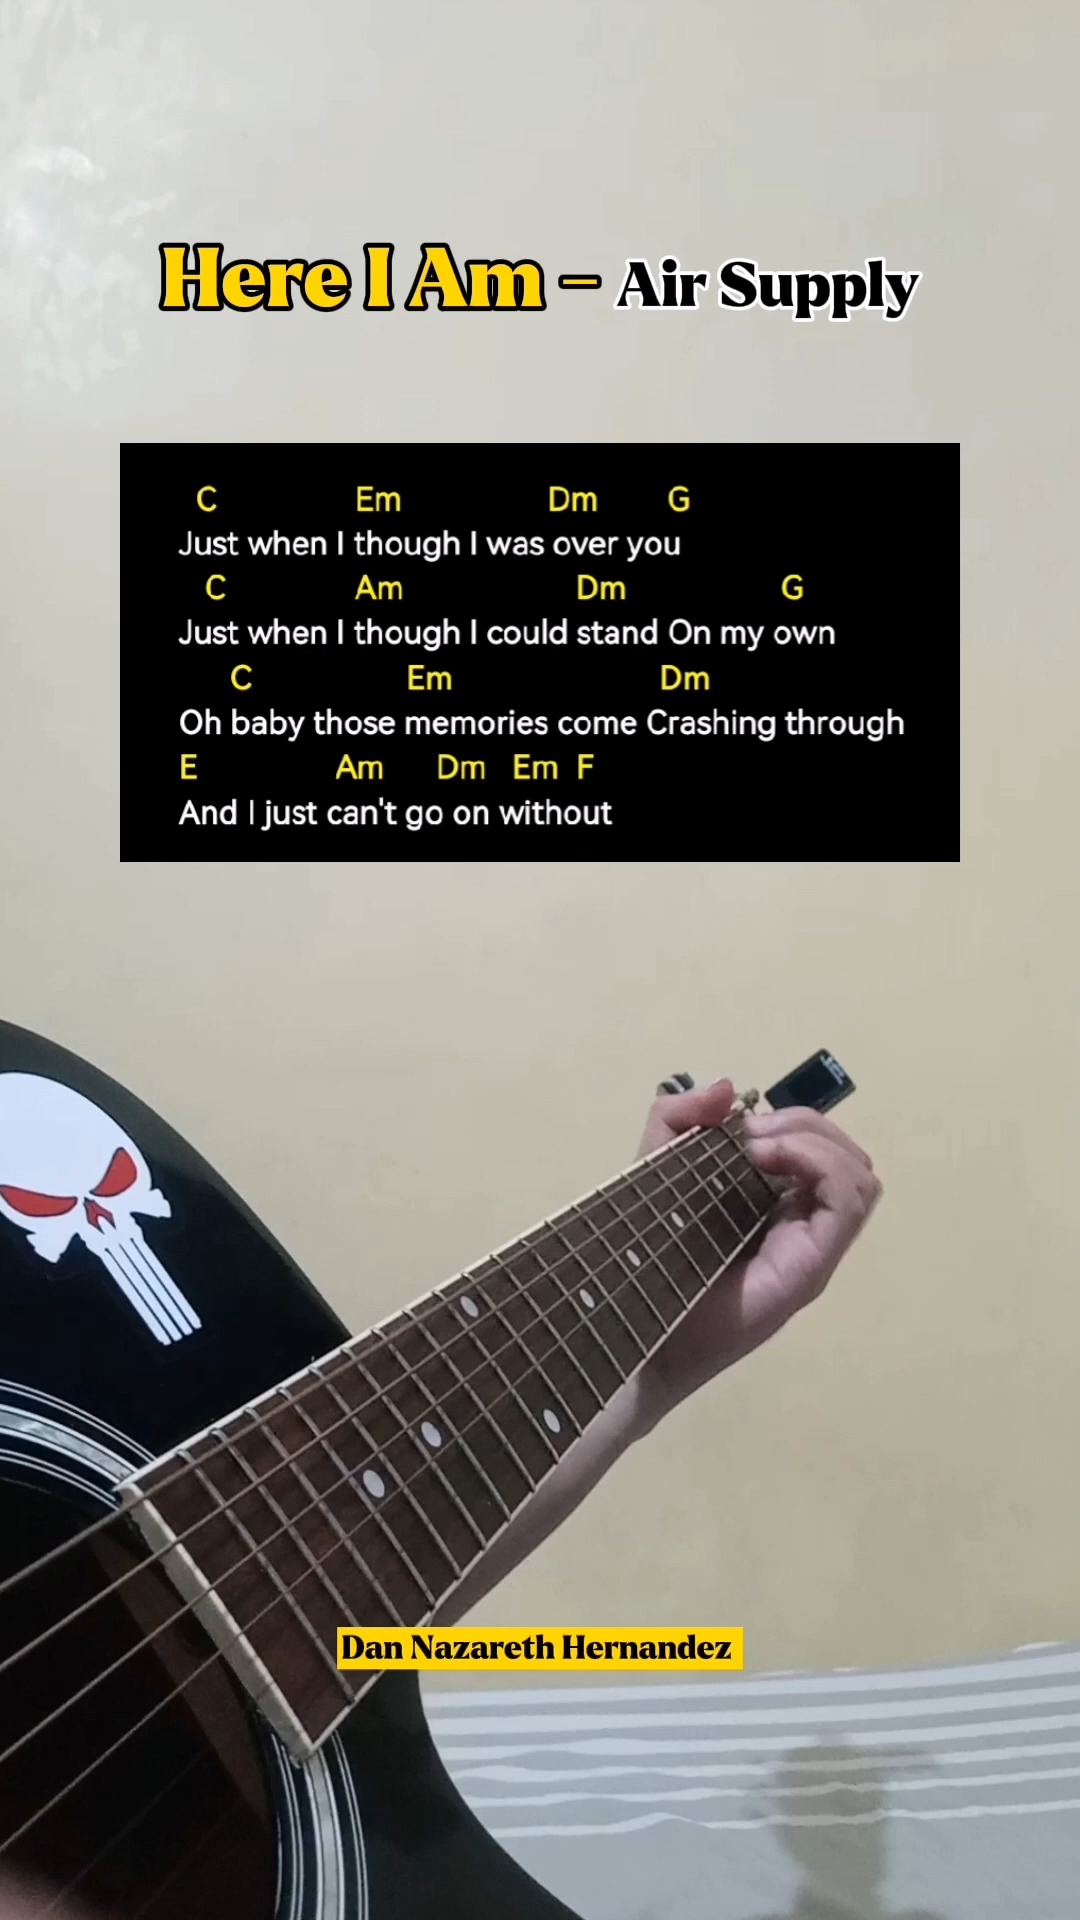 Here I Am - Air Supply
C Em Dm G
Just when I though I was over you
C Am Dm G
Just when I though I could stand On my own
C Em Dm
Oh baby those memories come Crashing through
E Am Dm Em F
And I just can't go on without
Dan Nazareth Hernandez